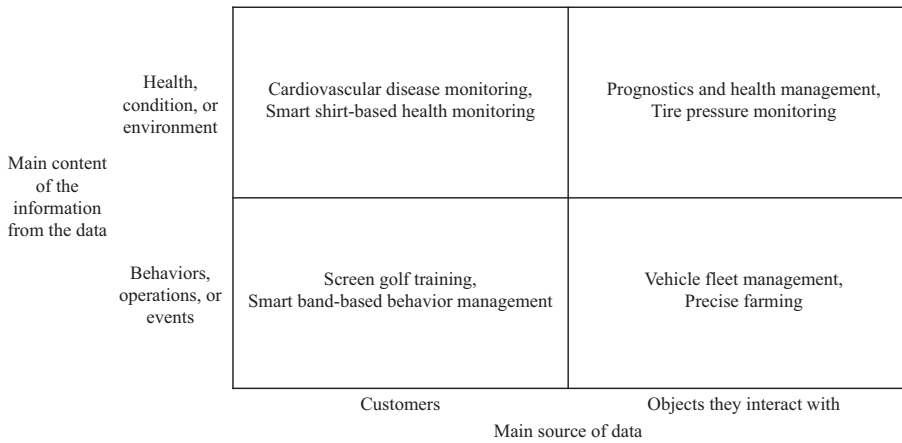 Main content
of the
information
from the data
Health,
condition, or
environment
Cardiovascular disease monitoring,
Smart shirt-based health monitoring
Prognostics and health management,
Tire pressure monitoring
Behaviors,
operations, or
events
Screen golf training,
Smart band-based behavior management
Vehicle fleet management,
Precise farming
Customers
Objects they interact with
Main source of data